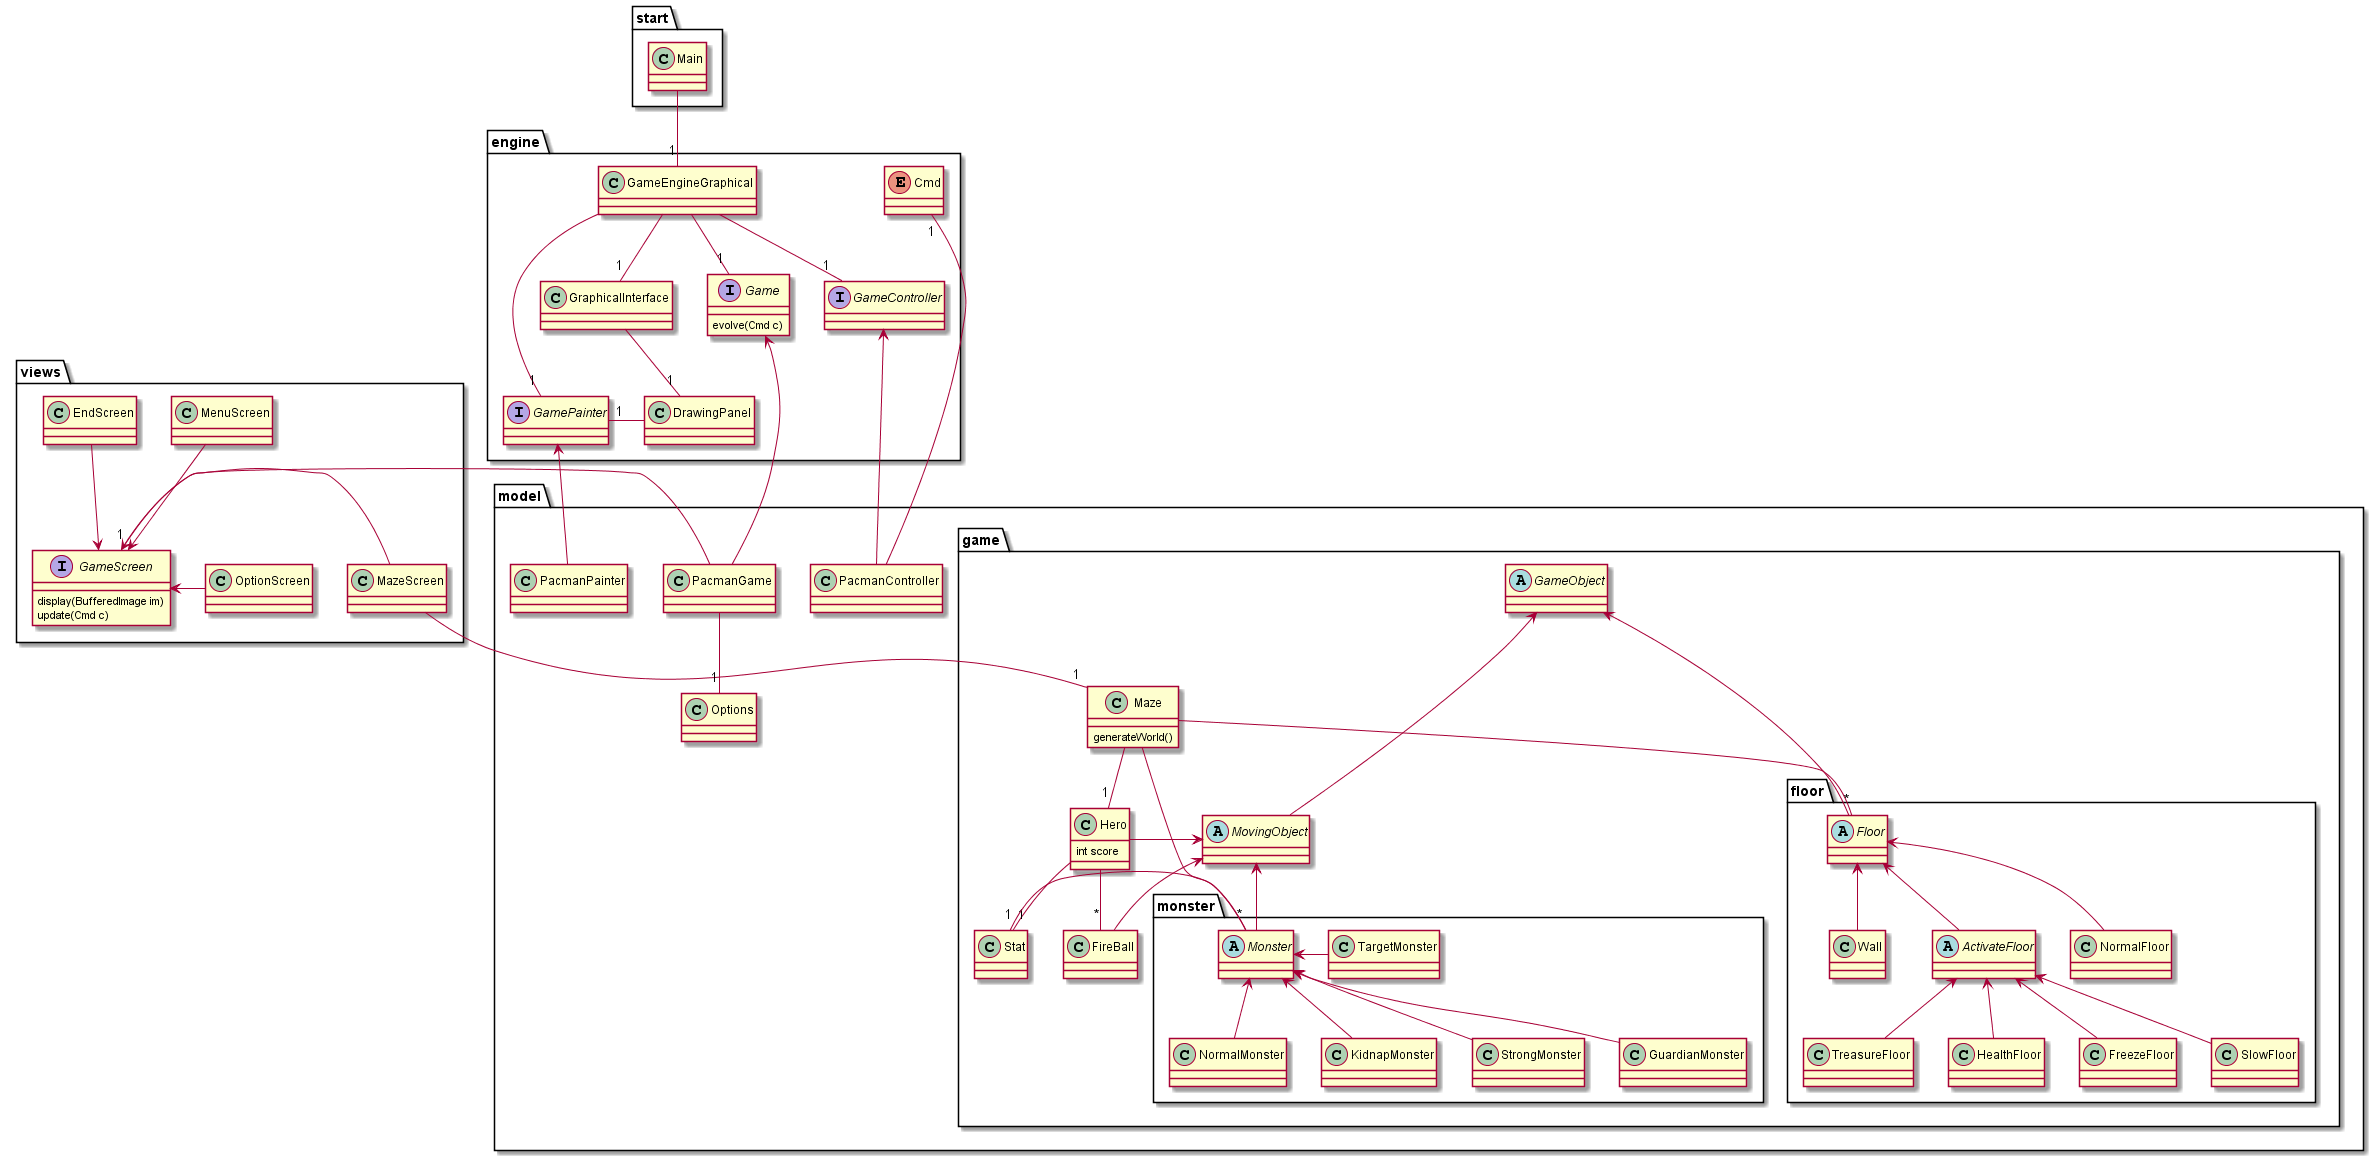 start
C Main
1
engine
C GameEngineGraphical
E Cmd
1
1
1
1
C GraphicalInterface
I Game
evolve(Cmd c)
I GameController
1
1
I GamePainter
1
C DrawingPanel
views
C EndScreen
C MenuScreen
1
I GameScreen
display(BufferedImage im)
update(Cmd c)
C OptionScreen
C MazeScreen
model
C PacmanPainter
C PacmanGame
C PacmanController
1
C Options
game
A GameObject
1
C Maze
generateWorld()
1
C Hero
int score
A MovingObject
1
1
*
C Stat
C FireBall
monster
*
A Monster
C TargetMonster
C NormalMonster
C KidnapMonster
C StrongMonster
C GuardianMonster
floor
*
A Floor
C Wall
A ActivateFloor
C NormalFloor
C TreasureFloor
C HealthFloor
C FreezeFloor
C SlowFloor